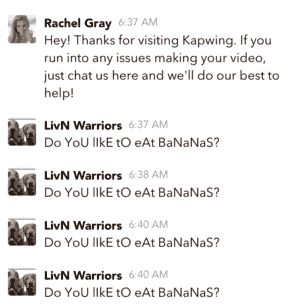 Rachel Gray 6:37 AM
Hey! Thanks for visiting Kapwing. If you
run into any issues making your video,
just chat us here and we'll do our best to
help!
LivN Warriors 6:37 AM
Do YoU lIkE tO eAt BaNaNaS?
LivN Warriors 6:38 AM
Do YoU lIkE tO eAt BaNaNaS?
LivN Warriors 6:40 AM
Do YoU lIkE tO eAt BaNaNaS?
LivN Warriors 6:40 AM
Do YoU lIkE tO eAt BaNaNaS?